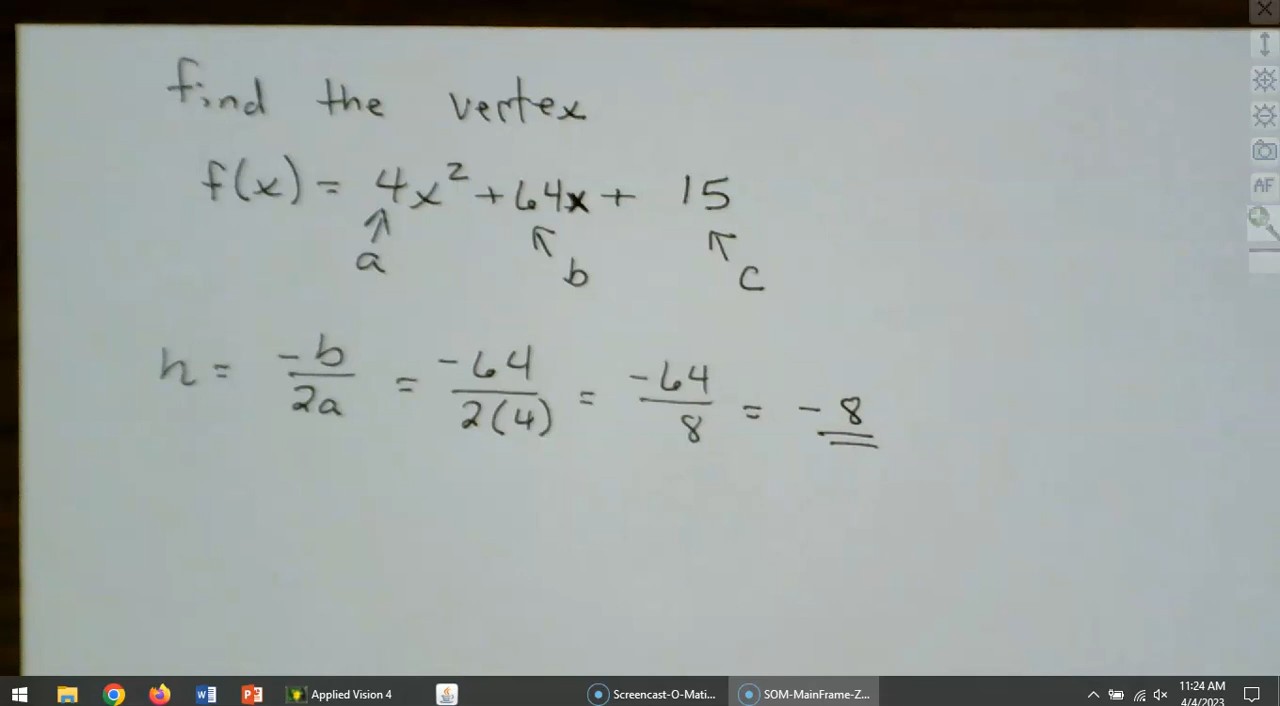 find the vertex
f(x) = 4x² + 64x + 15
a b c
h = -b/2a = -64/2(4) = -64/8 = -8
AF
Applied Vision 4 Screencast-O-Mati... SOM-MainFrame-Z... 11:24 AM
4/4/2023